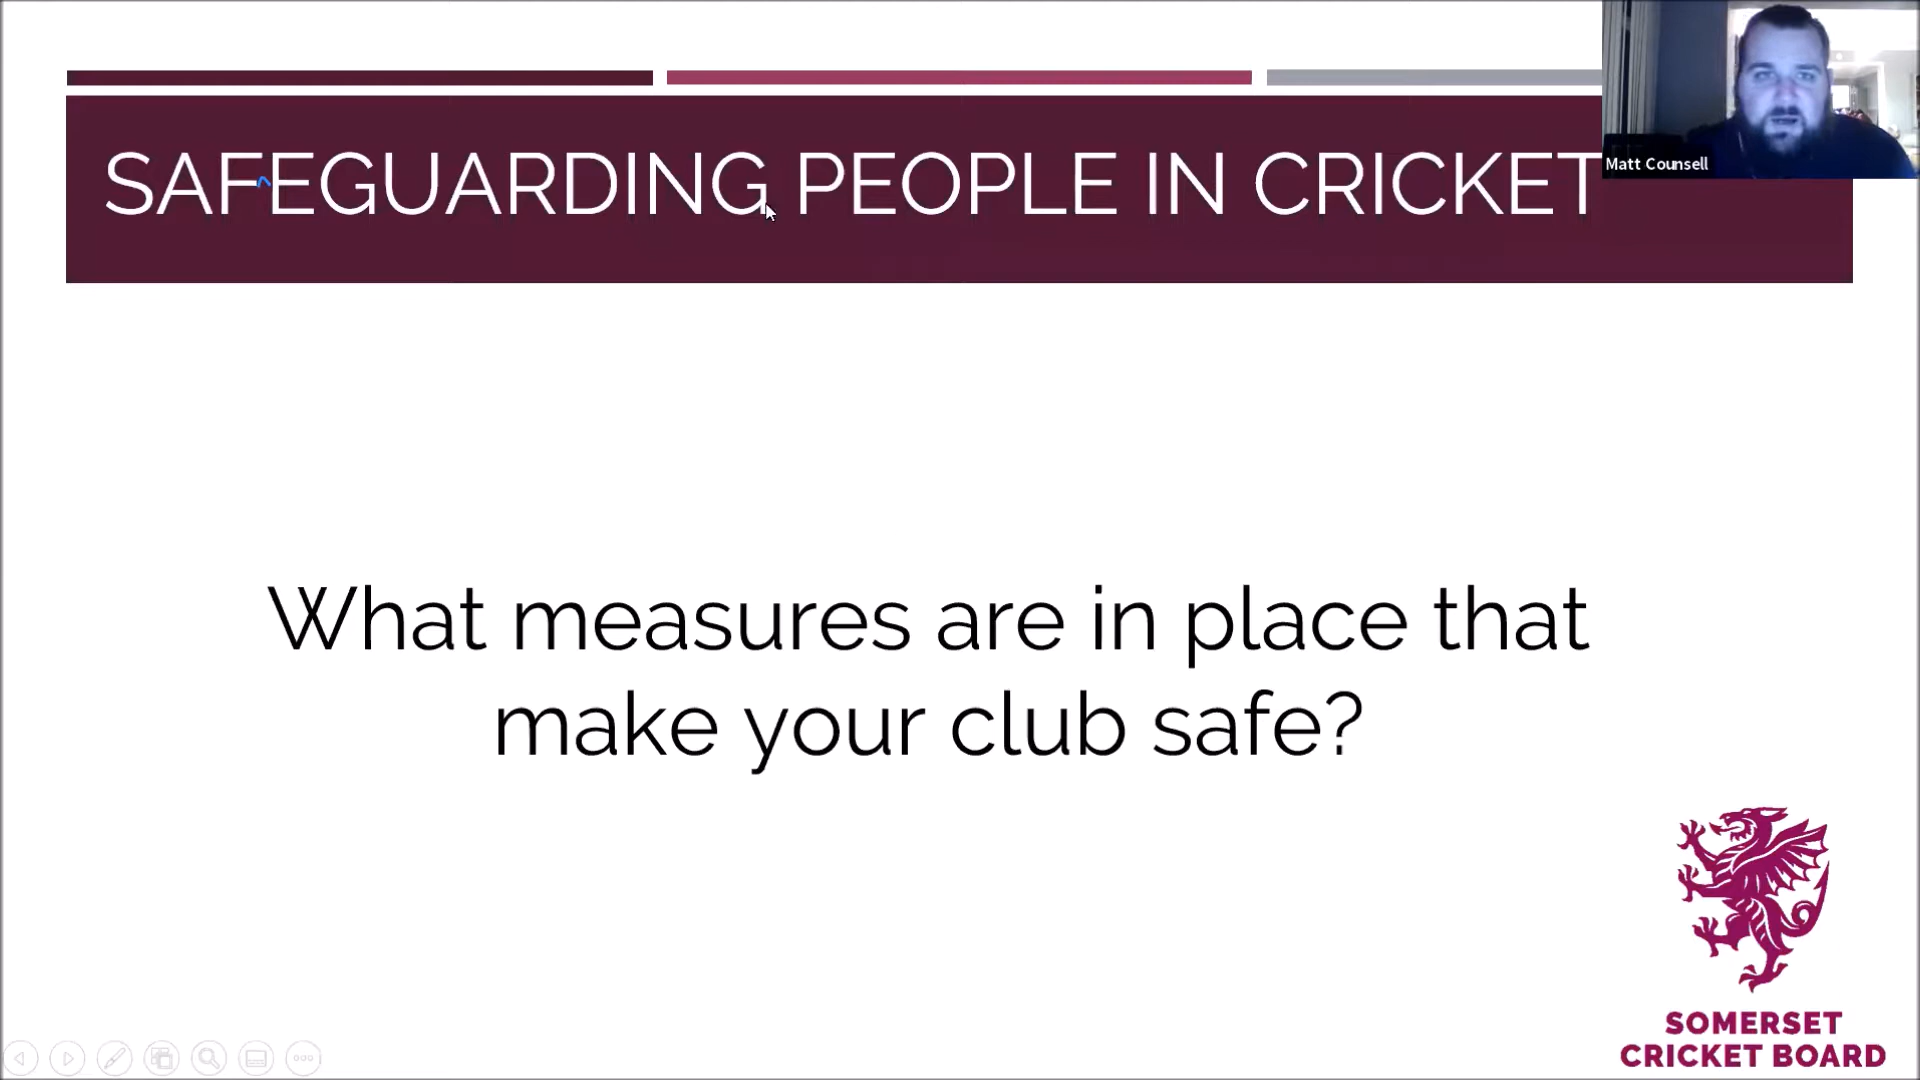 SAFEGUARDING PEOPLE IN CRICKET
Matt Counsell
What measures are in place that
make your club safe?
SOMERSET
CRICKET BOARD